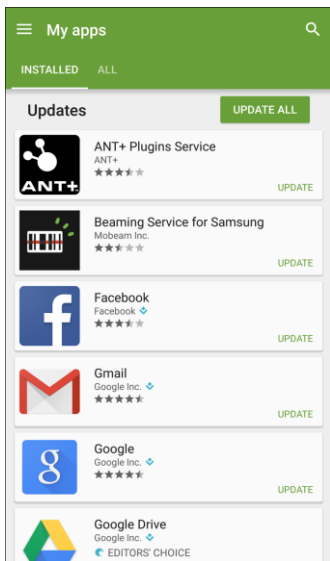 My apps
INSTALLED ALL
Updates UPDATE ALL
ANT+ Plugins Service
ANT+
ANT+
UPDATE
Beaming Service for Samsung
Mobeam Inc.
UPDATE
f
Facebook
Facebook
UPDATE
Gmail
Google Inc.
UPDATE
g
Google
Google Inc.
UPDATE
Google Drive
Google Inc.
EDITORS' CHOICE